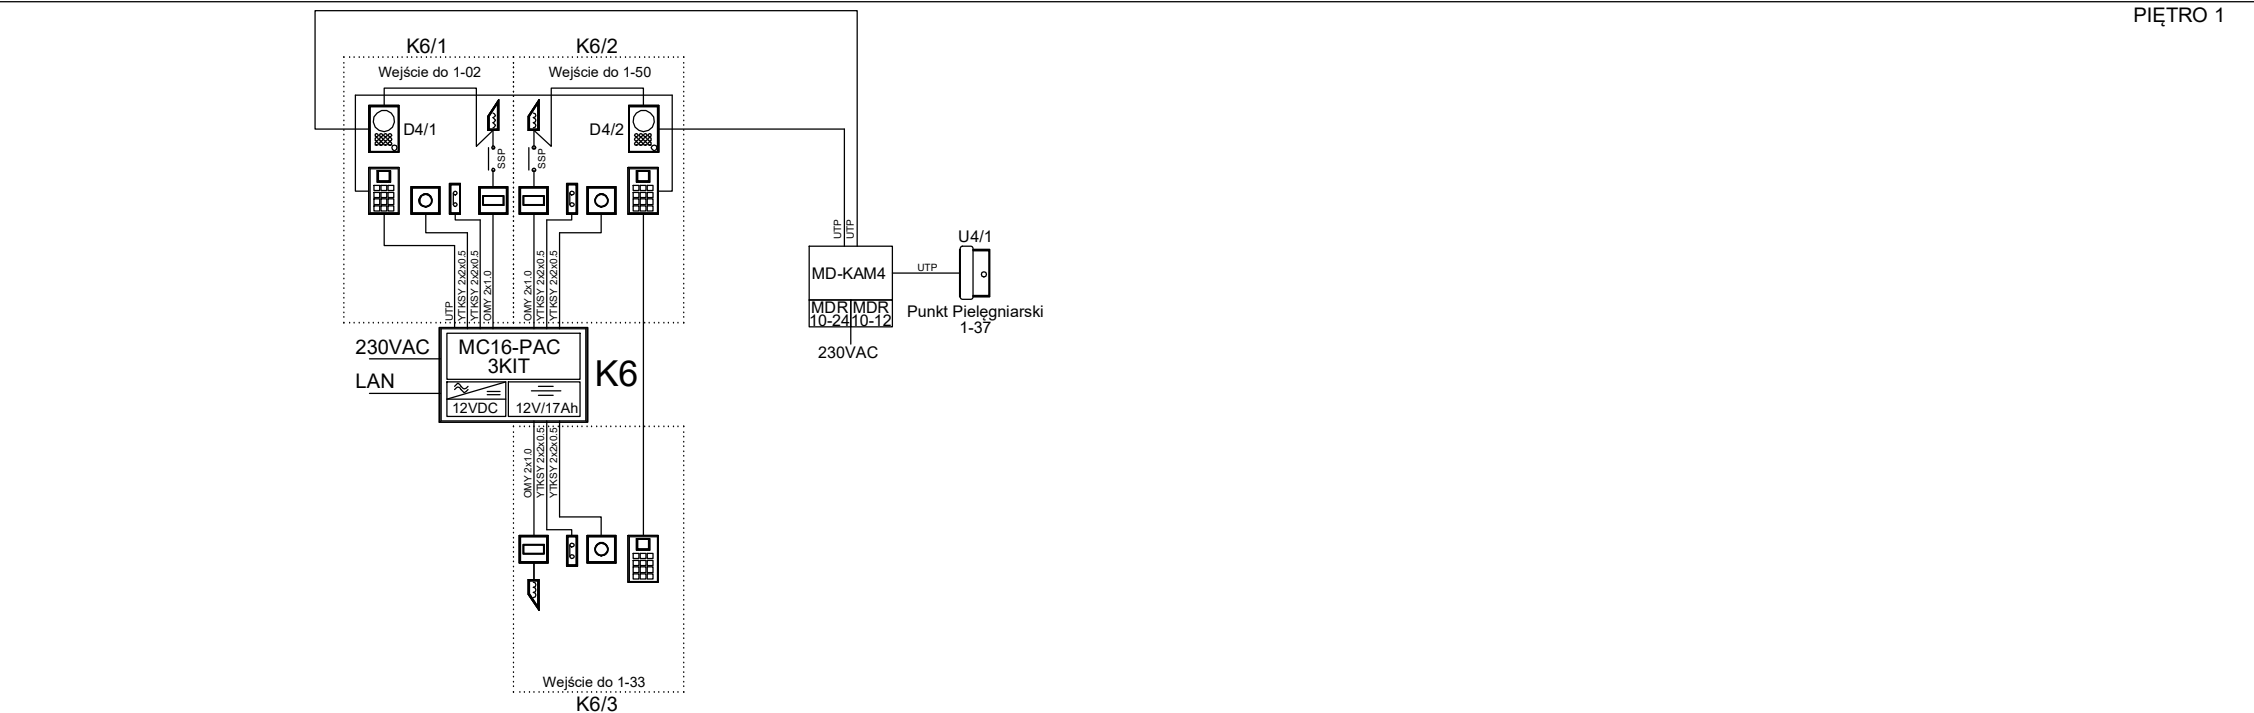 PIĘTRO 1
K6/1
K6/2
Wejście do 1-02
Wejście do 1-50
D4/1
D4/2
SSP
SSP
UTP
YTKSY 2x2x0.5
YTKSY 2x2x0.5
OMY 2x1.0
OMY 2x1.0
YTKSY 2x2x0.5
YTKSY 2x2x0.5
UTP
UTP
U4/1
MD-KAM4
UTP
MDR
10-24
MDR
10-12
230VAC
Punkt Pielęgniarski
1-37
230VAC
LAN
MC16-PAC
3KIT
12VDC
12V/17Ah
K6
OMY 2x1.0
YTKSY 2x2x0.5
YTKSY 2x2x0.5
Wejście do 1-33
K6/3